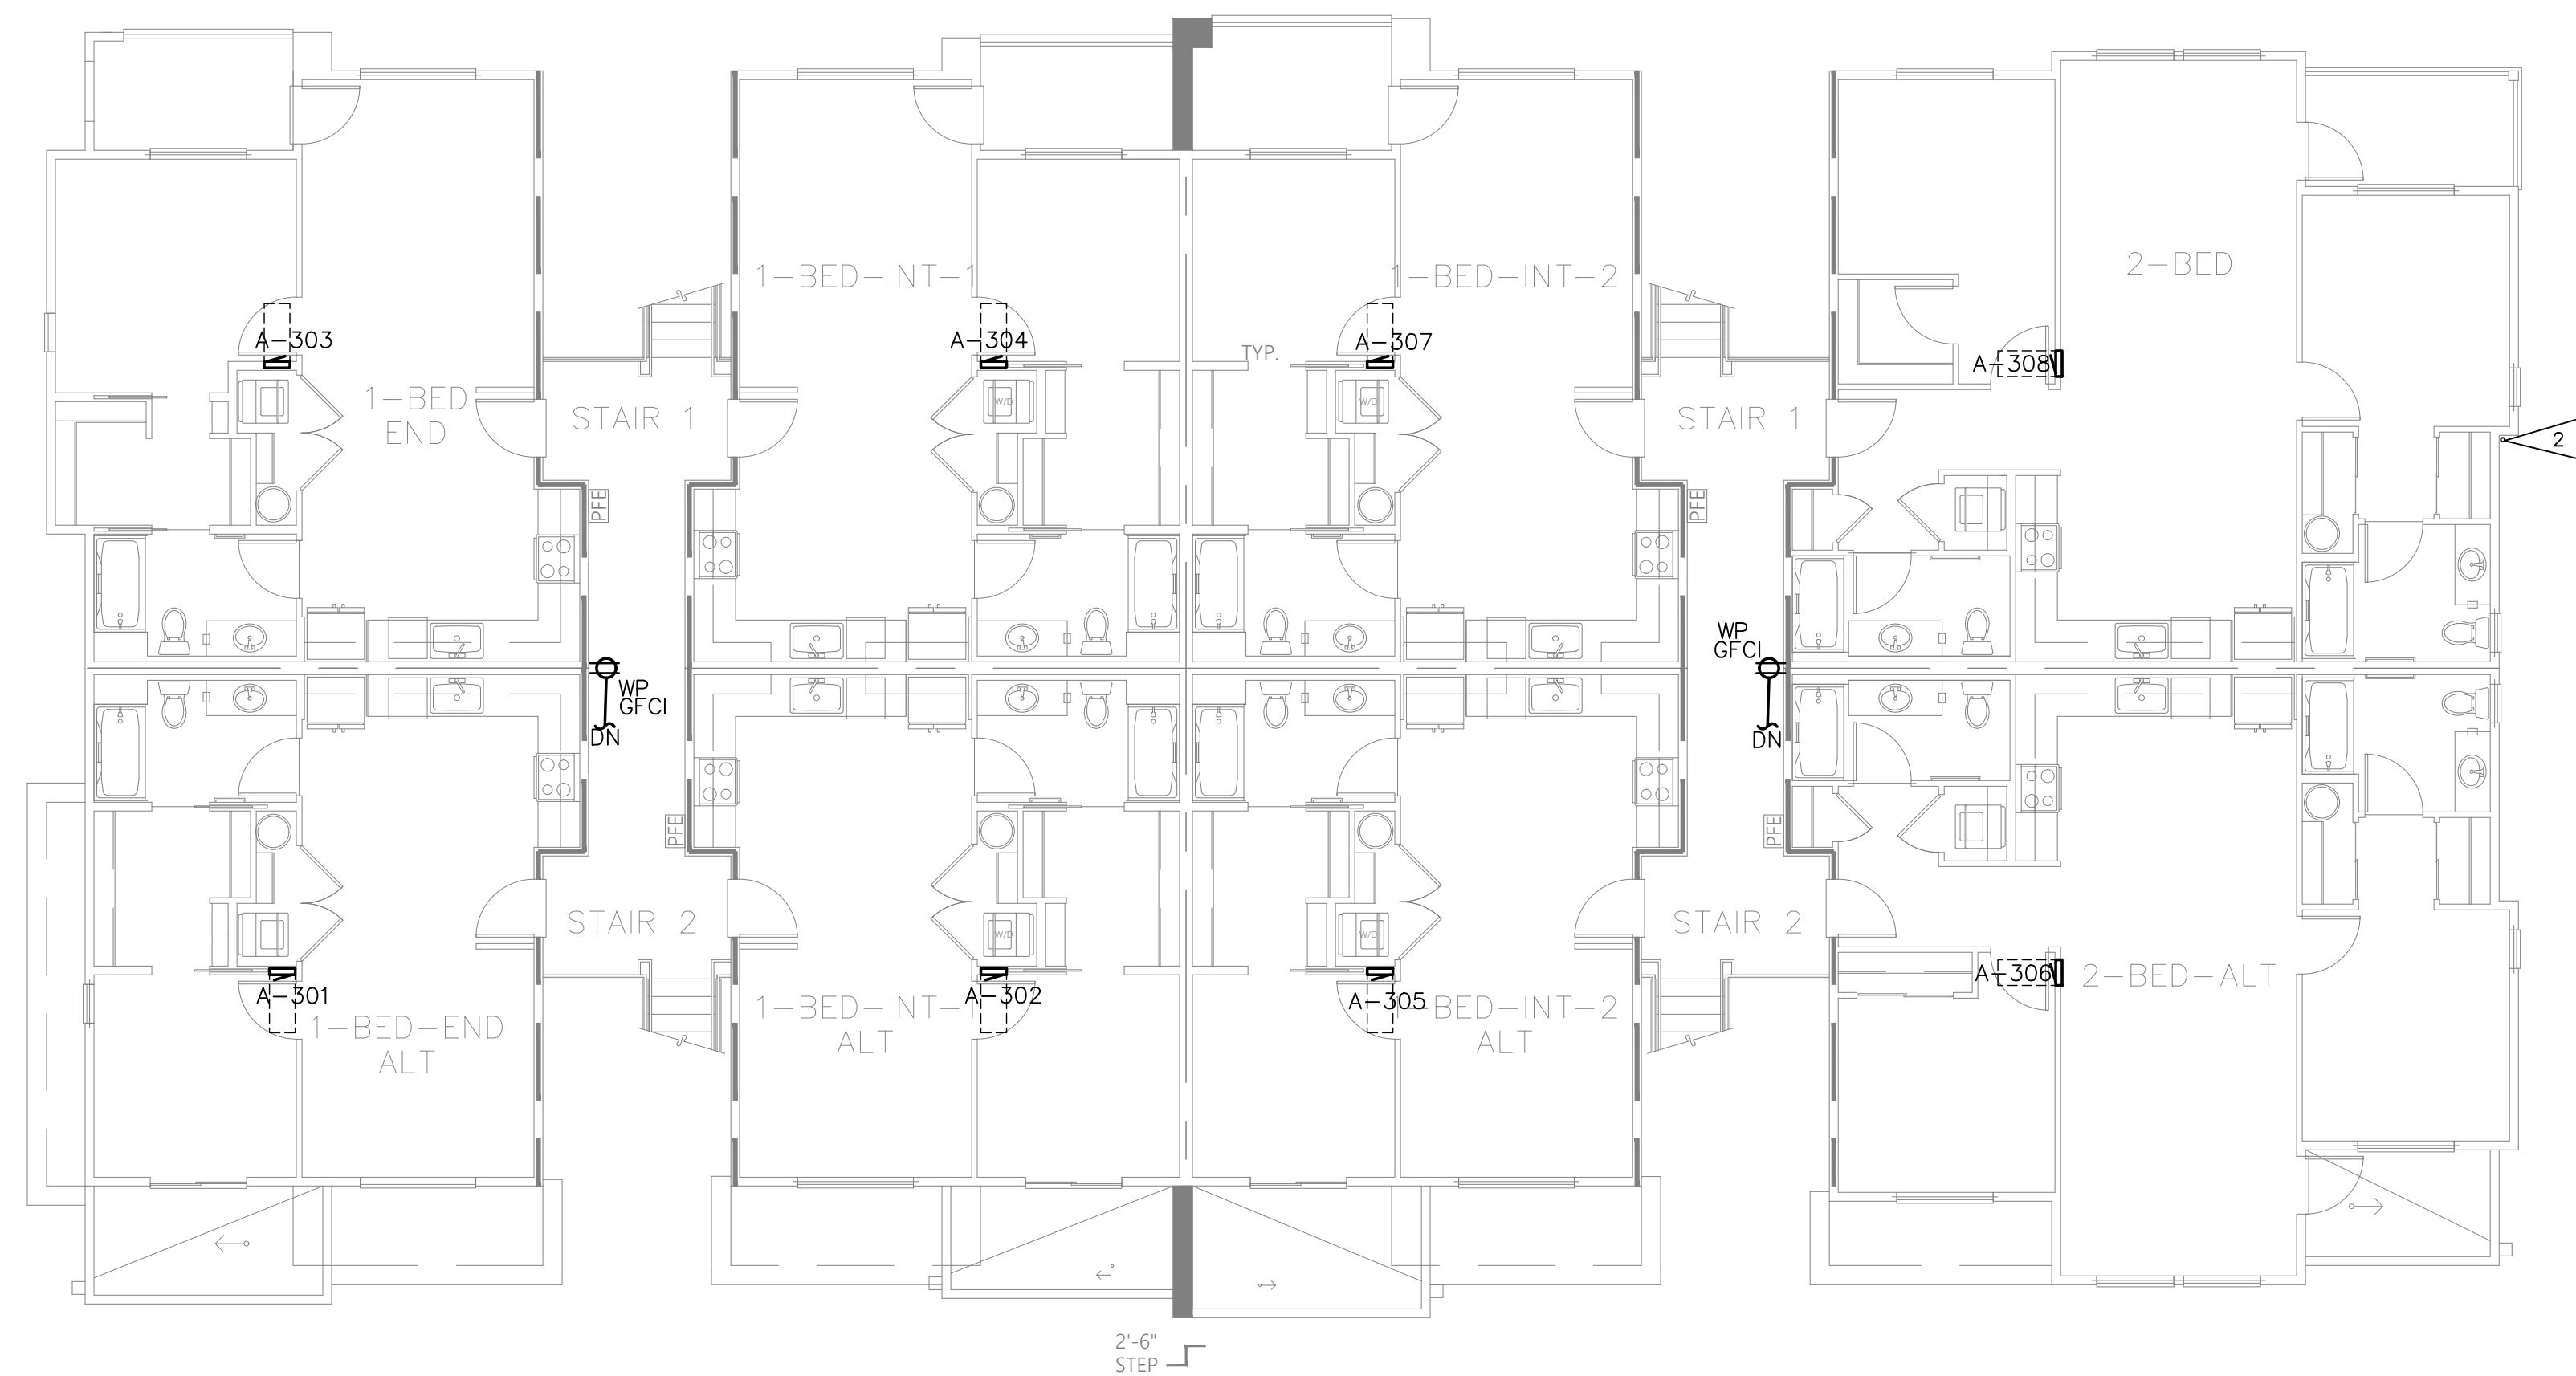 1-BED-INT-1
1-BED-INT-2
2-BED
A-303
A-304
TYP.
A-307
A-308
1-BED
END
STAIR 1
W/D
W/D
STAIR 1
2
PFE
PFE
WP
GFCI
WP
GFCI
DN
DN
PFE
PFE
STAIR 2
W/D
W/D
STAIR 2
A-301
1-BED-END
ALT
A-302
1-BED-INT-1
ALT
A-305
1-BED-INT-2
ALT
A-306
2-BED-ALT
2'-6"
STEP